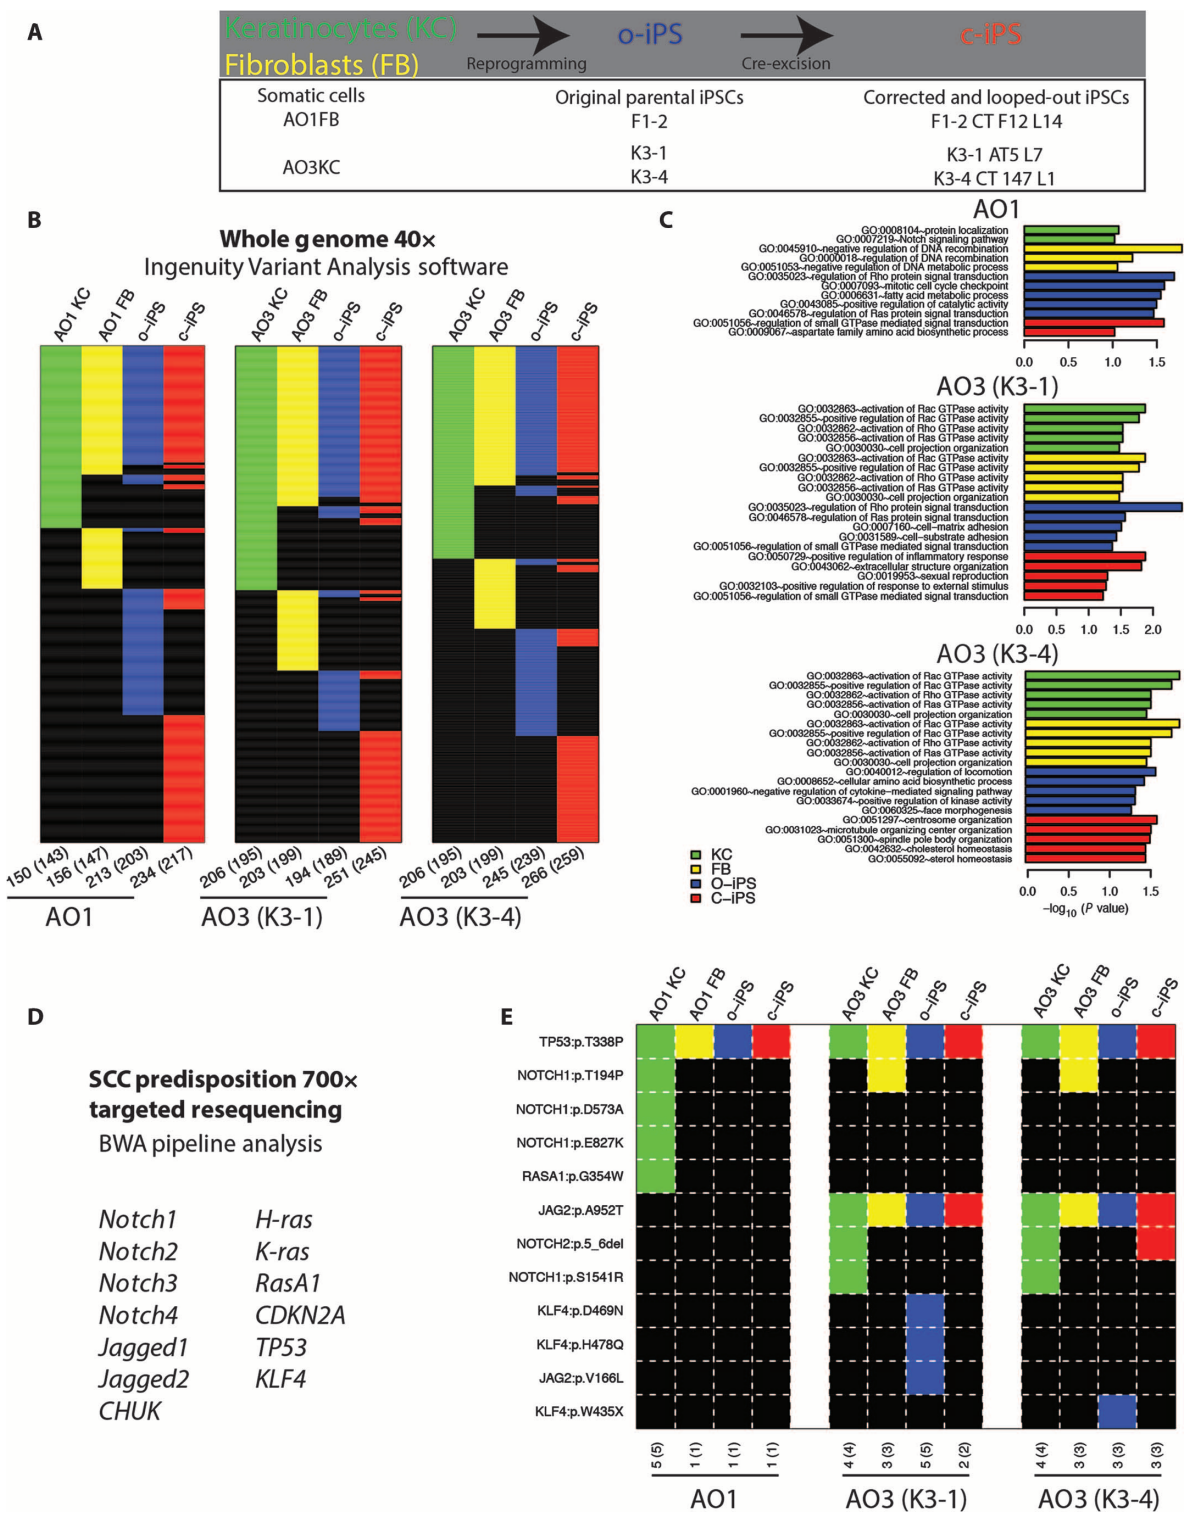 A
Keratinocytes (KC)
Fibroblasts (FB)
Reprogramming
o-iPS
Cre-excision
c-iPS
Somatic cells
Original parental iPSCs
Corrected and looped-out iPSCs
AO1FB
F1-2
F1-2 CT F12 L14
AO3KC
K3-1
K3-1 AT5 L7
K3-4
K3-4 CT 147 L1
B
Whole genome 40×
Ingenuity Variant Analysis software
AO1 KC
AO1 FB
o-iPS
c-iPS
AO3 KC
AO3 FB
o-iPS
c-iPS
AO3 KC
AO3 FB
o-iPS
c-iPS
150 (143)
156 (147)
213 (203)
234 (217)
206 (195)
203 (199)
194 (189)
251 (245)
206 (195)
203 (199)
245 (239)
266 (259)
AO1
AO3 (K3-1)
AO3 (K3-4)
C
AO1
GO:0008104~protein localization
GO:0007219~Notch signaling pathway
GO:0045910~negative regulation of DNA recombination
GO:0000018~regulation of DNA recombination
GO:0051053~negative regulation of DNA metabolic process
GO:0035023~regulation of Rho protein signal transduction
GO:0007093~mitotic cell cycle checkpoint
GO:0006631~fatty acid metabolic process
GO:0043085~positive regulation of catalytic activity
GO:0046578~regulation of Ras protein signal transduction
GO:0051056~regulation of small GTPase mediated signal transduction
GO:0009067~aspartate family amino acid biosynthetic process
0.0 0.5 1.0 1.5
AO3 (K3-1)
GO:0032863~activation of Rac GTPase activity
GO:0032855~positive regulation of Rac GTPase activity
GO:0032862~activation of Rho GTPase activity
GO:0032856~activation of Ras GTPase activity
GO:0030030~cell projection organization
GO:0032863~activation of Rac GTPase activity
GO:0032855~positive regulation of Rac GTPase activity
GO:0032862~activation of Rho GTPase activity
GO:0032856~activation of Ras GTPase activity
GO:0030030~cell projection organization
GO:0035023~regulation of Rho protein signal transduction
GO:0046578~regulation of Ras protein signal transduction
GO:0007160~cell-matrix adhesion
GO:0031589~cell-substrate adhesion
GO:0051056~regulation of small GTPase mediated signal transduction
GO:0050729~positive regulation of inflammatory response
GO:0043062~extracellular structure organization
GO:0019953~sexual reproduction
GO:0032103~positive regulation of response to external stimulus
GO:0051056~regulation of small GTPase mediated signal transduction
0.0 0.5 1.0 1.5 2.0
AO3 (K3-4)
GO:0032863~activation of Rac GTPase activity
GO:0032855~positive regulation of Rac GTPase activity
GO:0032862~activation of Rho GTPase activity
GO:0032856~activation of Ras GTPase activity
GO:0030030~cell projection organization
GO:0032863~activation of Rac GTPase activity
GO:0032855~positive regulation of Rac GTPase activity
GO:0032862~activation of Rho GTPase activity
GO:0032856~activation of Ras GTPase activity
GO:0030030~cell projection organization
GO:0040012~regulation of locomotion
GO:0008652~cellular amino acid biosynthetic process
GO:0001960~negative regulation of cytokine-mediated signaling pathway
GO:0033674~positive regulation of kinase activity
GO:0060325~face morphogenesis
GO:0051297~centrosome organization
GO:0031023~microtubule organizing center organization
GO:0051300~spindle pole body organization
GO:0042632~cholesterol homeostasis
GO:0055092~sterol homeostasis
0.0 0.5 1.0 1.5
−log10 (P value)
KC
FB
O-iPS
C-iPS
D
SCC predisposition 700×
targeted resequencing
BWA pipeline analysis
Notch1 H-ras
Notch2 K-ras
Notch3 RasA1
Notch4 CDKN2A
Jagged1 TP53
Jagged2 KLF4
CHUK
E
AO1 KC
AO1 FB
o-iPS
c-iPS
AO3 KC
AO3 FB
o-iPS
c-iPS
AO3 KC
AO3 FB
o-iPS
c-iPS
TP53:p.T338P
NOTCH1:p.T194P
NOTCH1:p.D573A
NOTCH1:p.E827K
RASA1:p.G354W
JAG2:p.A952T
NOTCH2:p.5_6del
NOTCH1:p.S1541R
KLF4:p.D469N
KLF4:p.H478Q
JAG2:p.V166L
KLF4:p.W435X
5 (5)
1 (1)
1 (1)
1 (1)
4 (4)
3 (3)
5 (5)
2 (2)
4 (4)
3 (3)
3 (3)
3 (3)
AO1
AO3 (K3-1)
AO3 (K3-4)